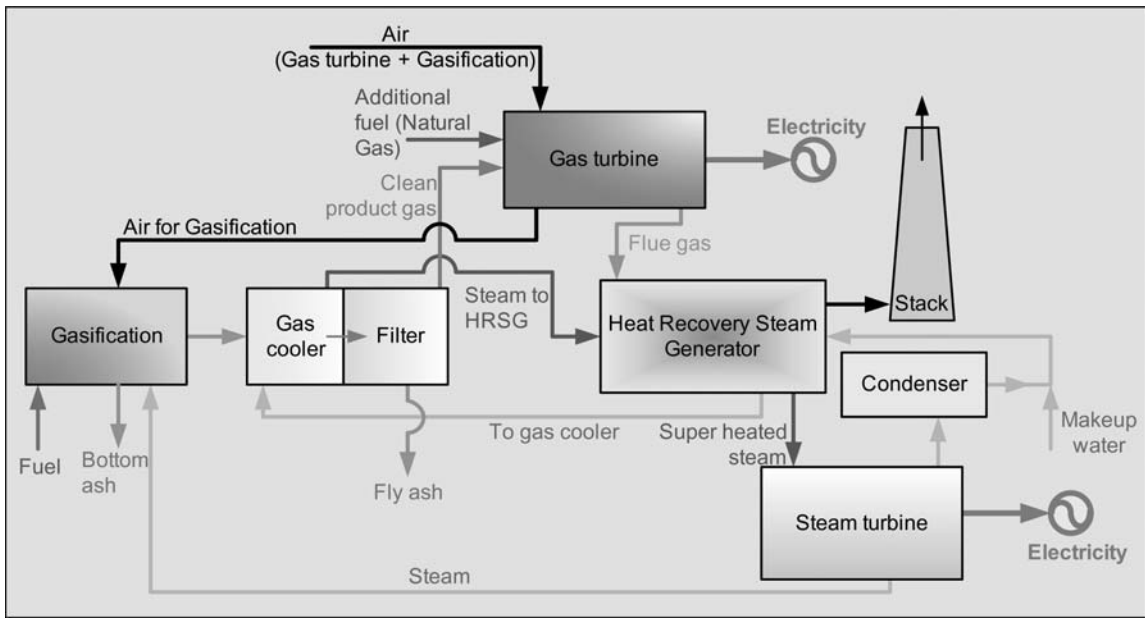 Air
(Gas turbine + Gasification)
Additional
fuel (Natural
Gas)
Gas turbine
Electricity
Clean
product gas
Air for Gasification
Flue gas
Stack
Gasification
Gas
cooler
Filter
Steam to
HRSG
Heat Recovery Steam
Generator
Condenser
To gas cooler
Super heated
steam
Makeup
water
Fuel
Bottom
ash
Fly ash
Steam turbine
Electricity
Steam